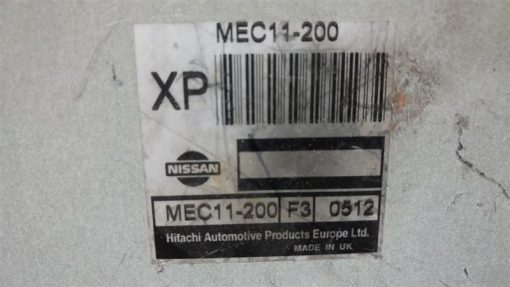 MEC11-200
XP
NISSAN
MEC11-200 F3 0512
Hitachi Automotive Products Europe Ltd.
MADE IN UK